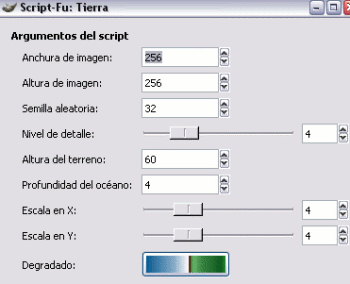 Script-Fu: Tierra
Argumentos del script
Anchura de imagen: 256
Altura de imagen: 256
Semilla aleatoria: 32
Nivel de detalle: 4
Altura del terreno: 60
Profundidad del océano: 4
Escala en X: 4
Escala en Y: 4
Degradado: